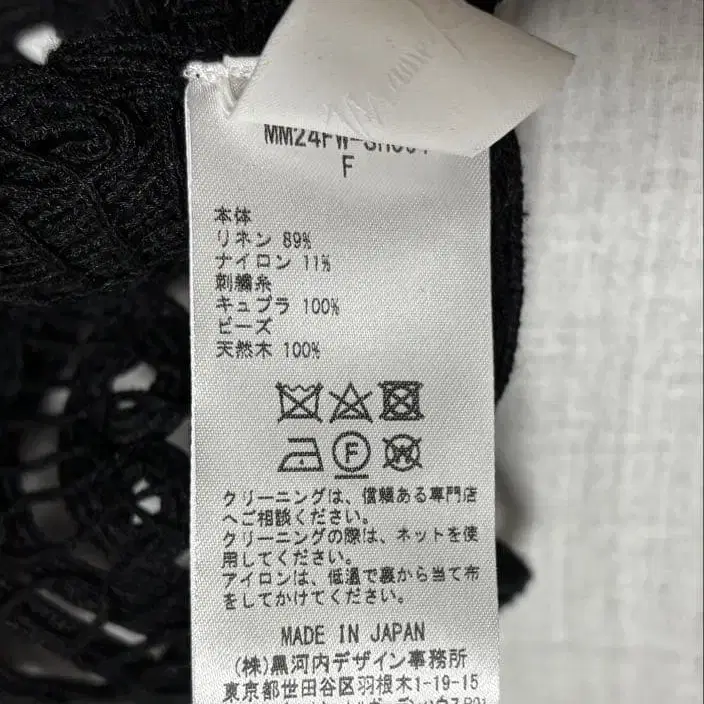 F
本体
リネン 89%
ナイロン 11%
刺繍糸
キュプラ 100%
ビーズ
天然木 100%
F
W
クリーニングは、信頼ある専門店
へご相談ください。
クリーニングの際は、ネットを使
用してください。
アイロンは、低温で裏から当て布
をしてかけてください。
MADE IN JAPAN
(株)黒河内デザイン事務所
東京都世田谷区羽根木1-19-15